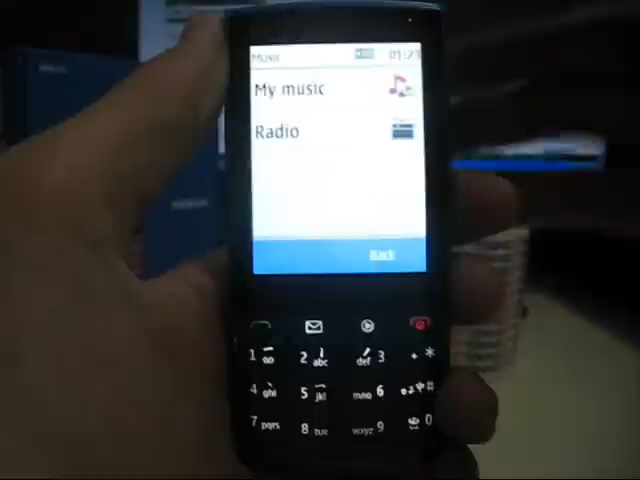 Music 01:23
My music
Radio
Back
1 2 abc def 3 *
4 ghi 5 jkl mno 6 #
7 pqrs 8 tuv wxyz 9 0